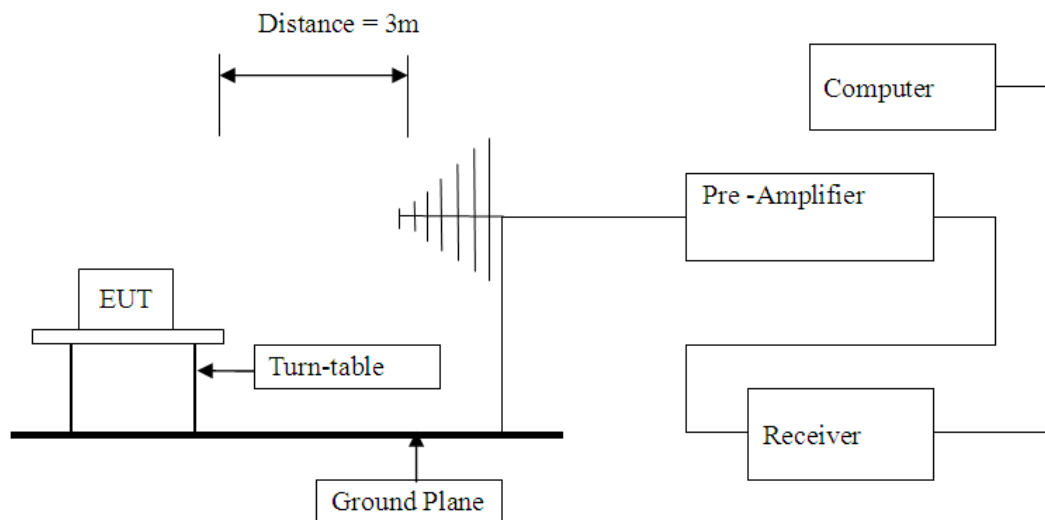 Distance = 3m
Computer
Pre -Amplifier
EUT
Turn-table
Receiver
Ground Plane